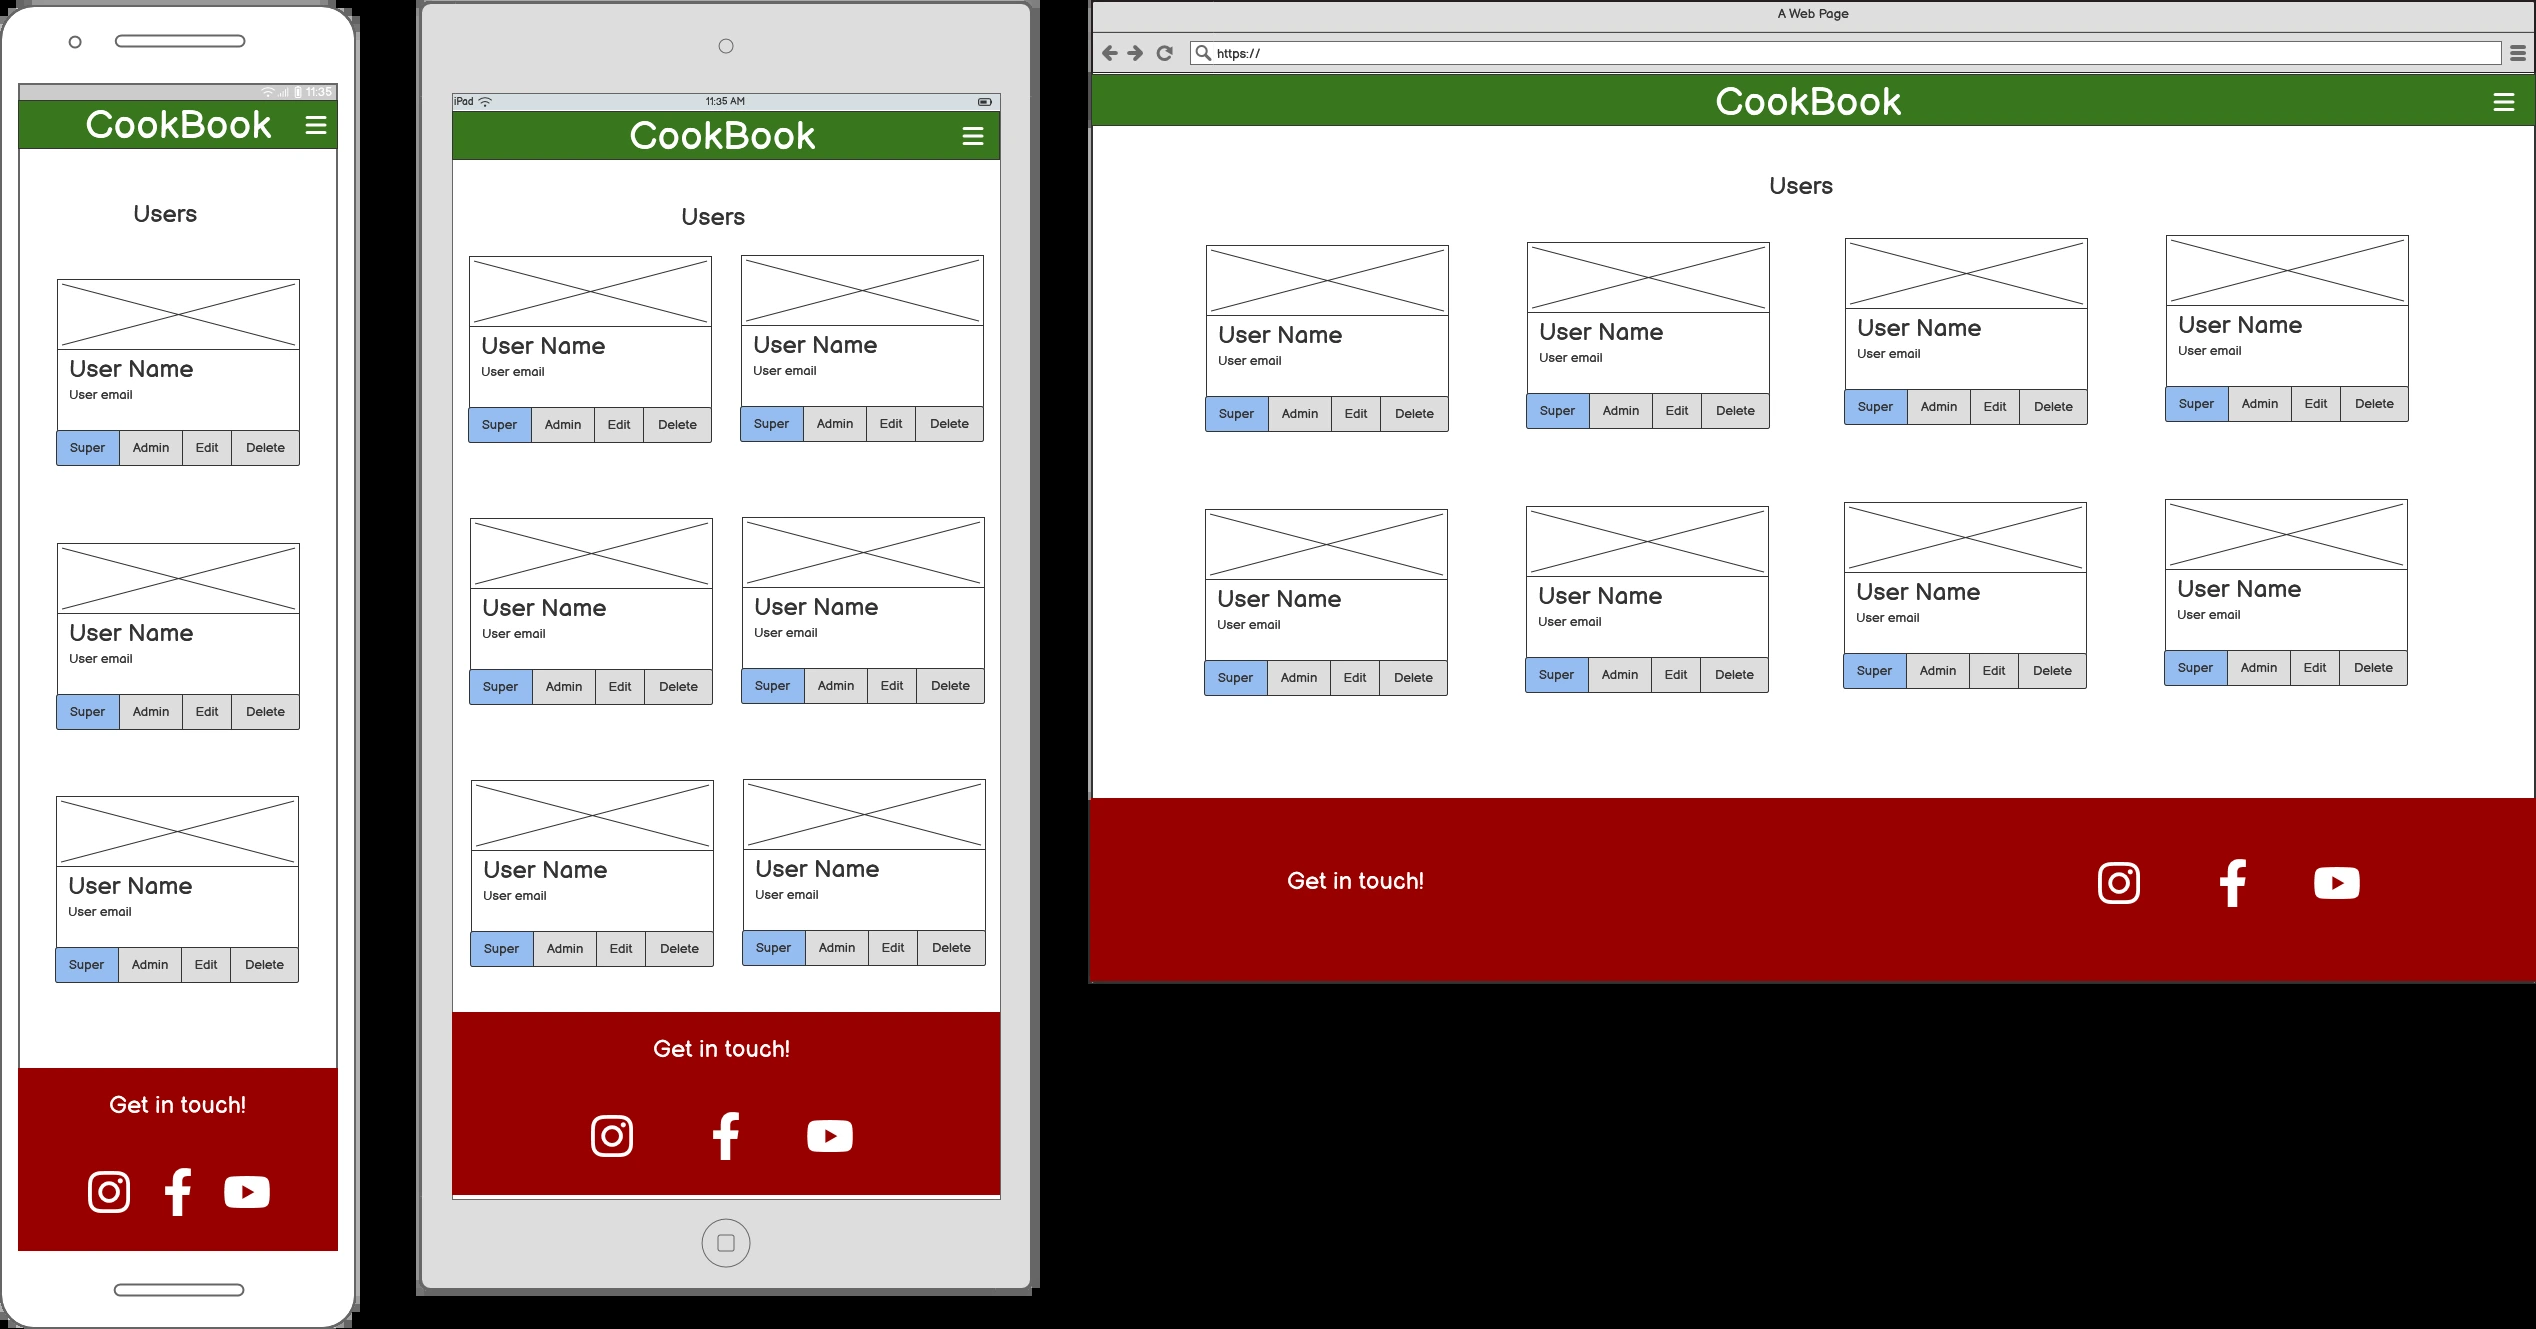 11:35
CookBook
Users
User Name
User email
Super Admin Edit Delete
User Name
User email
Super Admin Edit Delete
User Name
User email
Super Admin Edit Delete
Get in touch!
iPad 11:35 AM
CookBook
Users
User Name User Name
User email User email
Super Admin Edit Delete Super Admin Edit Delete
User Name User Name
User email User email
Super Admin Edit Delete Super Admin Edit Delete
User Name User Name
User email User email
Super Admin Edit Delete Super Admin Edit Delete
Get in touch!
A Web Page
https://
CookBook
Users
User Name User Name User Name User Name
User email User email User email User email
Super Admin Edit Delete Super Admin Edit Delete Super Admin Edit Delete Super Admin Edit Delete
User Name User Name User Name User Name
User email User email User email User email
Super Admin Edit Delete Super Admin Edit Delete Super Admin Edit Delete Super Admin Edit Delete
Get in touch!